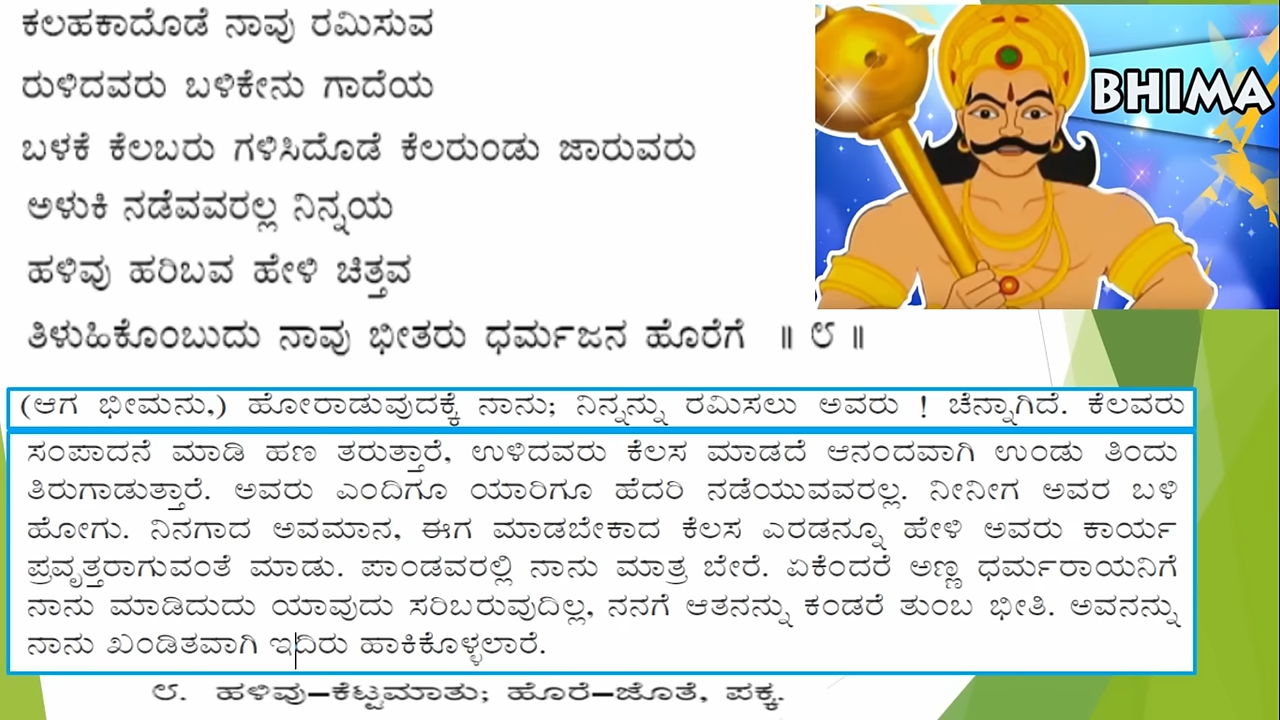 ಕಲಹಕಾದೊಡೆ ನಾವು ರಮಿಸುವ
ರುಳಿದವರು ಬಳಿಕೇನು ಗಾದೆಯ
ಬಳಕೆ ಕೆಲಬರು ಗಳಿಸಿದೊಡೆ ಕೆಲರುಂಡು ಜಾರುವರು
ಅಳುಕಿ ನಡೆವವರಲ್ಲ ನಿನ್ನಯ
ಹಳಿವು ಹರಿಬವ ಹೇಳಿ ಚಿತ್ತವ
ತಿಳುಹಿಕೊಂಬುದು ನಾವು ಭೀತರು ಧರ್ಮಜನ ಹೊರೆಗೆ ॥ ೮ ॥
BHIMA
(ಆಗ ಭೀಮನು,) ಹೋರಾಡುವುದಕ್ಕೆ ನಾನು; ನಿನ್ನನ್ನು ರಮಿಸಲು ಅವರು ! ಚೆನ್ನಾಗಿದೆ. ಕೆಲವರು
ಸಂಪಾದನೆ ಮಾಡಿ ಹಣ ತರುತ್ತಾರೆ, ಉಳಿದವರು ಕೆಲಸ ಮಾಡದೆ ಆನಂದವಾಗಿ ಉಂಡು ತಿಂದು
ತಿರುಗಾಡುತ್ತಾರೆ. ಅವರು ಎಂದಿಗೂ ಯಾರಿಗೂ ಹೆದರಿ ನಡೆಯುವವರಲ್ಲ. ನೀನೀಗ ಅವರ ಬಳಿ
ಹೋಗು. ನಿನಗಾದ ಅವಮಾನ, ಈಗ ಮಾಡಬೇಕಾದ ಕೆಲಸ ಎರಡನ್ನೂ ಹೇಳಿ ಅವರು ಕಾರ್ಯ
ಪ್ರವೃತ್ತರಾಗುವಂತೆ ಮಾಡು. ಪಾಂಡವರಲ್ಲಿ ನಾನು ಮಾತ್ರ ಬೇರೆ. ಏಕೆಂದರೆ ಅಣ್ಣ ಧರ್ಮರಾಯನಿಗೆ
ನಾನು ಮಾಡಿದುದು ಯಾವುದು ಸರಿಬರುವುದಿಲ್ಲ, ನನಗೆ ಆತನನ್ನು ಕಂಡರೆ ತುಂಬ ಭೀತಿ. ಅವನನ್ನು
ನಾನು ಖಂಡಿತವಾಗಿ ಇದಿರು ಹಾಕಿಕೊಳ್ಳಲಾರೆ.
೮. ಹಳಿವು–ಕೆಟ್ಟಮಾತು; ಹೊರೆ–ಜೊತೆ, ಪಕ್ಕ.